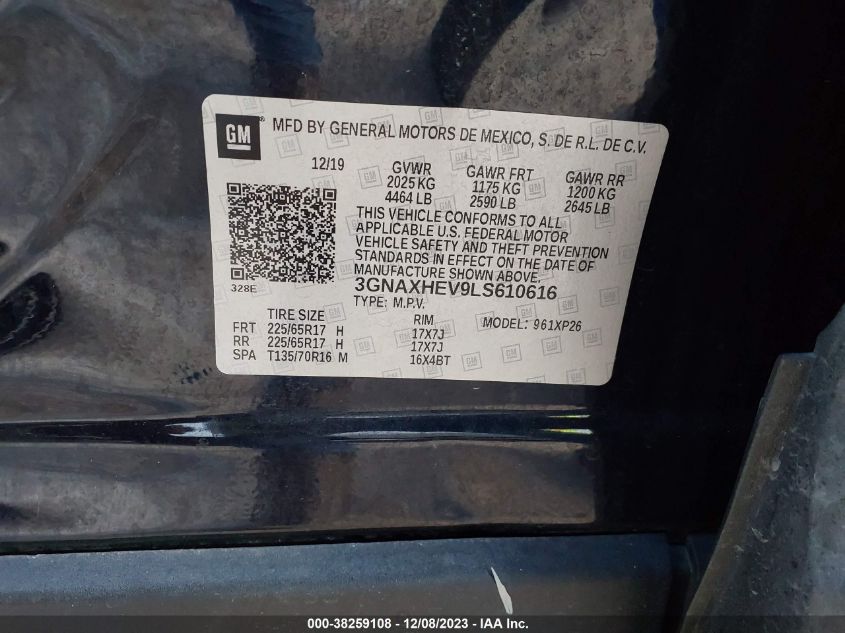 GM ® MFD BY GENERAL MOTORS DE MEXICO, S. DE R.L. DE C.V.
12/19 GVWR GAWR FRT GAWR RR
2025 KG 1175 KG 1200 KG
4464 LB 2590 LB 2645 LB
THIS VEHICLE CONFORMS TO ALL
APPLICABLE U.S. FEDERAL MOTOR
VEHICLE SAFETY AND THEFT PREVENTION
STANDARDS IN EFFECT ON THE DATE OF
MANUFACTURE SHOWN ABOVE.
328E 3GNAXHEV9LS610616
TYPE: M.P.V.
TIRE SIZE RIM MODEL: 961XP26
FRT 225/65R17 H 17X7J
RR 225/65R17 H 17X7J
SPA T135/70R16 M 16X4BT
000-38259108 - 12/08/2023 - IAA Inc.